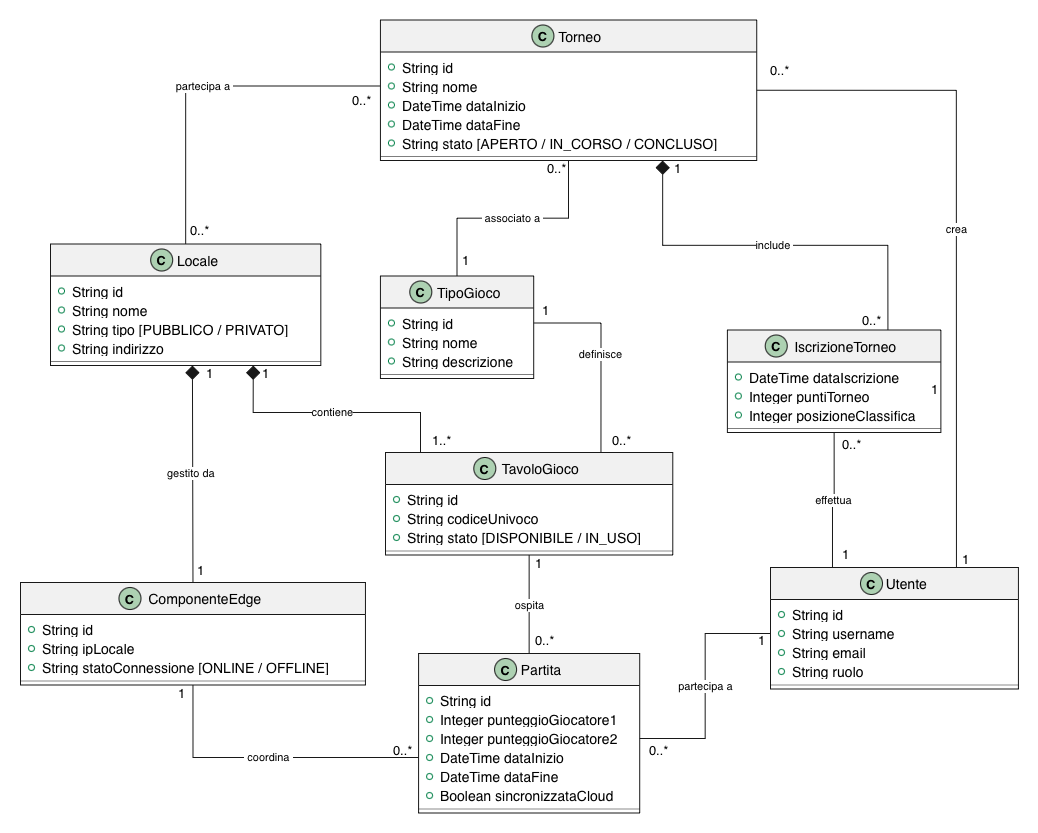 C Torneo
String id
String nome
DateTime dataInizio
DateTime dataFine
String stato [APERTO / IN_CORSO / CONCLUSO]
partecipa a
0..*
0..*
0..*
0..*
1
associato a
crea
include
1
0..*
C Locale
String id
String nome
String tipo [PUBBLICO / PRIVATO]
String indirizzo
C TipoGioco
String id
String nome
String descrizione
1
definisce
C IscrizioneTorneo
DateTime dataIscrizione
Integer puntiTorneo
Integer posizioneClassifica
1
1
1
contiene
1..*
0..*
0..*
gestito da
effettua
C TavoloGioco
String id
String codiceUnivoco
String stato [DISPONIBILE / IN_USO]
1
1
1
1
ospita
0..*
C ComponenteEdge
String id
String ipLocale
String statoConnessione [ONLINE / OFFLINE]
C Utente
String id
String username
String email
String ruolo
1
partecipa a
1
coordina
0..*
0..*
C Partita
String id
Integer punteggioGiocatore1
Integer punteggioGiocatore2
DateTime dataInizio
DateTime dataFine
Boolean sincronizzataCloud